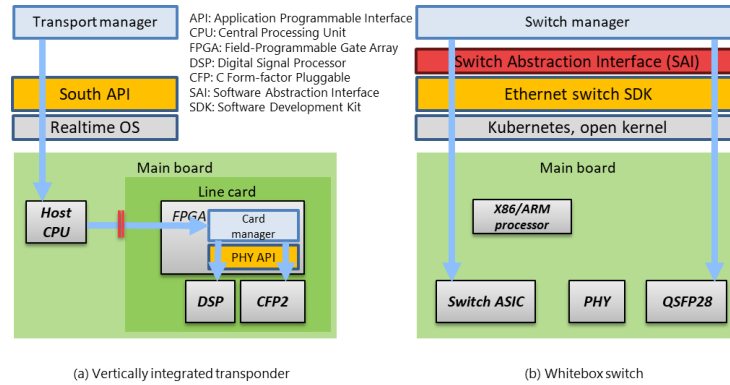 Transport manager
South API
Realtime OS
Main board
Host
CPU
Line card
FPGA
Card
manager
PHY API
DSP
CFP2
(a) Vertically integrated transponder
API: Application Programmable Interface
CPU: Central Processing Unit
FPGA: Field-Programmable Gate Array
DSP: Digital Signal Processor
CFP: C Form-factor Pluggable
SAI: Software Abstraction Interface
SDK: Software Development Kit
Switch manager
Switch Abstraction Interface (SAI)
Ethernet switch SDK
Kubernetes, open kernel
Main board
X86/ARM
processor
Switch ASIC
PHY
QSFP28
(b) Whitebox switch